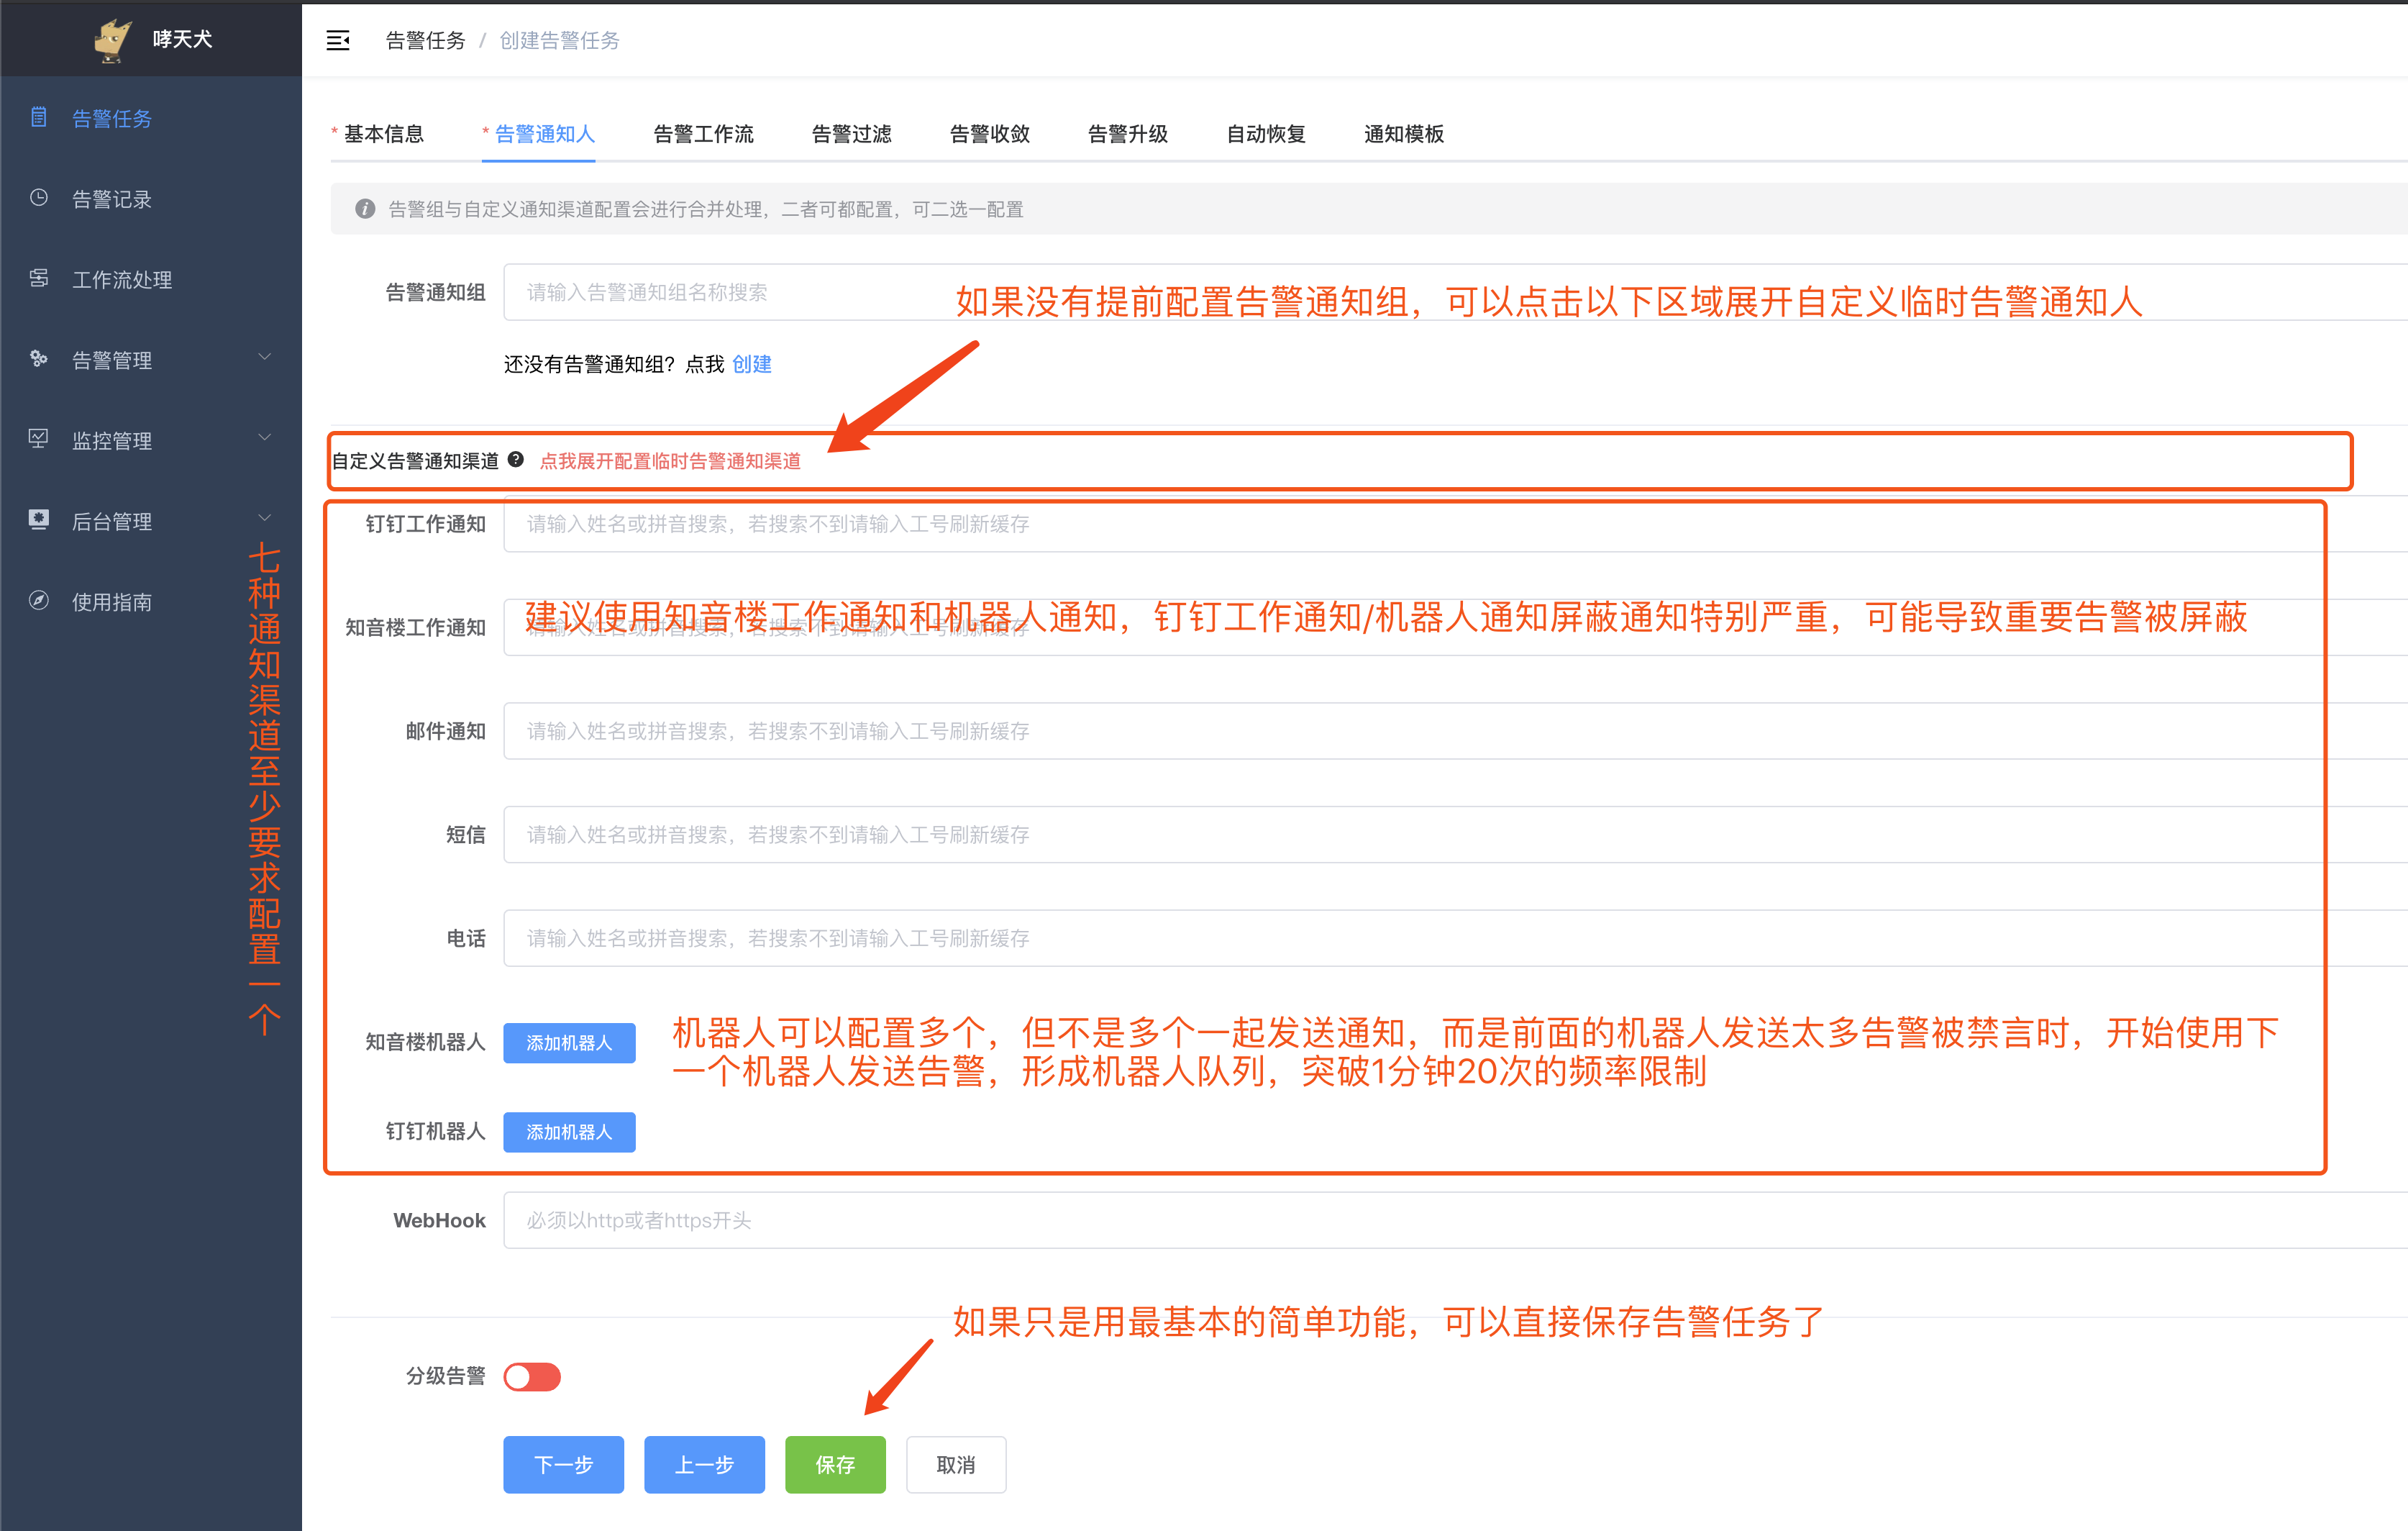 哮天犬
告警任务 / 创建告警任务
告警任务
告警记录
工作流处理
告警管理
监控管理
后台管理
使用指南
七种通知渠道至少要求配置一个
* 基本信息
* 告警通知人
告警工作流
告警过滤
告警收敛
告警升级
自动恢复
通知模板
告警组与自定义通知渠道配置会进行合并处理，二者可都配置，可二选一配置
告警通知组
请输入告警通知组名称搜索
如果没有提前配置告警通知组，可以点击以下区域展开自定义临时告警通知人
还没有告警通知组？点我 创建
自定义告警通知渠道 点我展开配置临时告警通知渠道
钉钉工作通知
请输入姓名或拼音搜索，若搜索不到请输入工号刷新缓存
知音楼工作通知
请输入姓名或拼音搜索，若搜索不到请输入工号刷新缓存
建议使用知音楼工作通知和机器人通知，钉钉工作通知/机器人通知屏蔽通知特别严重，可能导致重要告警被屏蔽
邮件通知
请输入姓名或拼音搜索，若搜索不到请输入工号刷新缓存
短信
请输入姓名或拼音搜索，若搜索不到请输入工号刷新缓存
电话
请输入姓名或拼音搜索，若搜索不到请输入工号刷新缓存
知音楼机器人
添加机器人
机器人可以配置多个，但不是多个一起发送通知，而是前面的机器人发送太多告警被禁言时，开始使用下
一个机器人发送告警，形成机器人队列，突破1分钟20次的频率限制
钉钉机器人
添加机器人
WebHook
必须以http或者https开头
如果只是用最基本的简单功能，可以直接保存告警任务了
分级告警
下一步
上一步
保存
取消